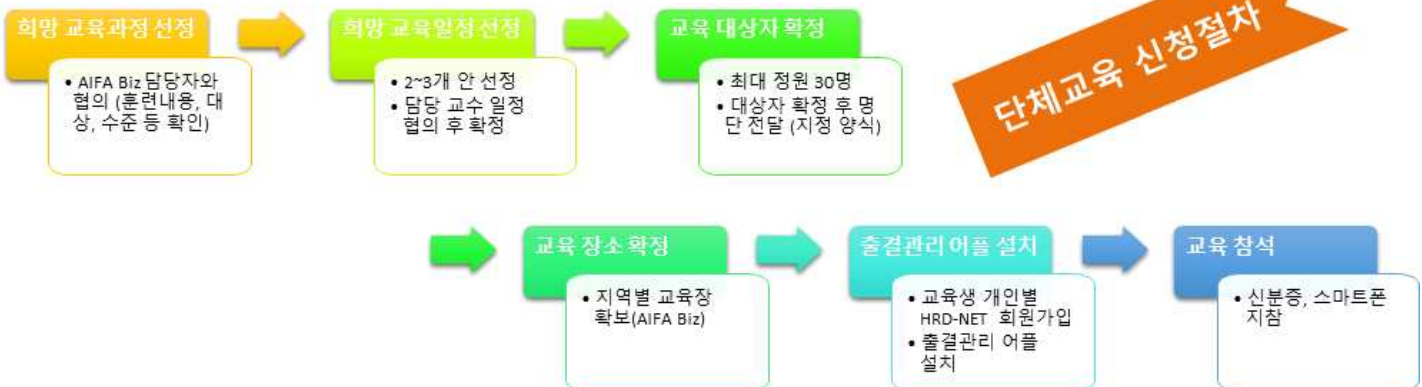 단체교육 신청절차
희망 교육과정 선정
• AIFA Biz 담당자와
협의 (훈련내용, 대
상, 수준 등 확인)
희망 교육일정 선정
• 2~3개 안 선정
• 담당 교수 일정
협의 후 확정
교육 대상자 확정
• 최대 정원 30명
• 대상자 확정 후 명
단 전달 (지정 양식)
교육 장소 확정
• 지역별 교육장
확보(AIFA Biz)
출결관리 어플 설치
• 교육생 개인별
HRD-NET 회원가입
• 출결관리 어플
설치
교육 참석
• 신분증, 스마트폰
지참